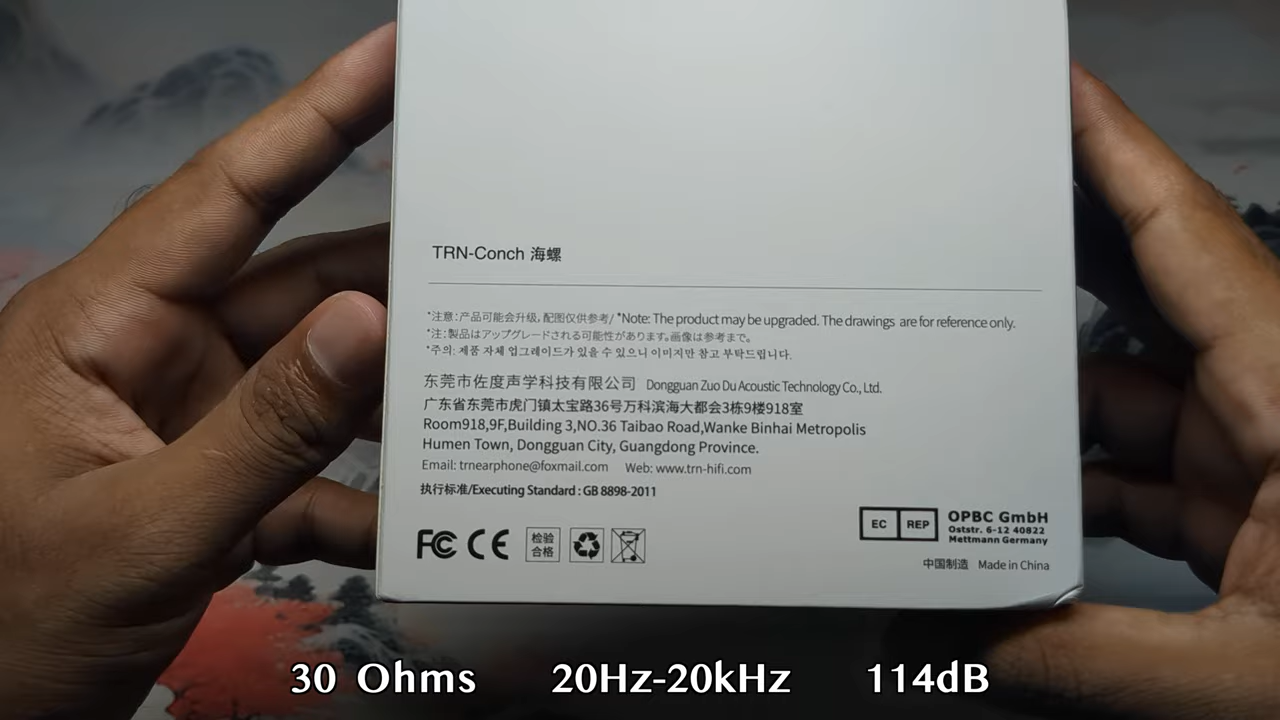 TRN-Conch 海螺
*注意:产品可能会升级,配图仅供参考/ *Note: The product may be upgraded. The drawings are for reference only.
*注:製品はアップグレードされる可能性があります。画像は参考まで。
*주의: 제품 자체 업그레이드가 있을 수 있으니 이미지만 참고 부탁드립니다.
东莞市佐度声学科技有限公司 Dongguan Zuo Du Acoustic Technology Co., Ltd.
广东省东莞市虎门镇太宝路36号万科滨海大都会3栋9楼918室
Room918,9F,Building 3,NO.36 Taibao Road,Wanke Binhai Metropolis
Humen Town, Dongguan City, Guangdong Province.
Email: trnearphone@foxmail.com Web: www.trn-hifi.com
执行标准/Executing Standard : GB 8898-2011
FC CE 检验合格
EC REP
OPBC GmbH
Oststr. 6-12 40822
Mettmann Germany
中国制造 Made in China
30 Ohms 20Hz-20kHz 114dB